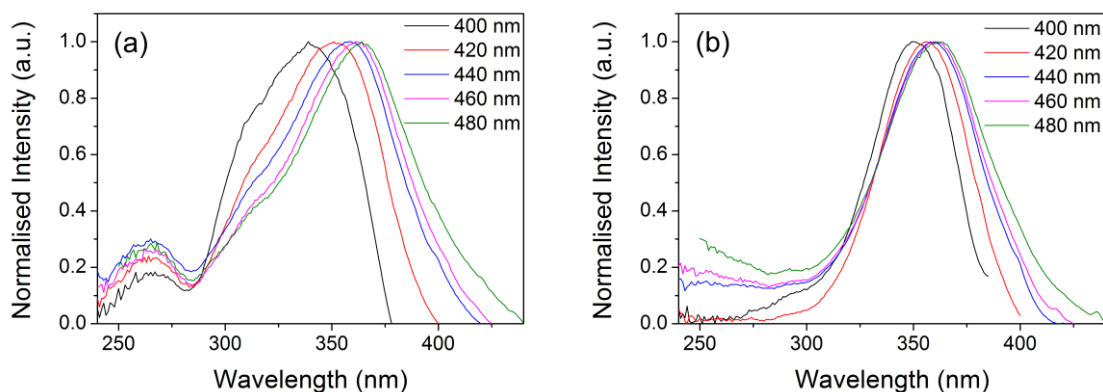 (a)
400 nm
420 nm
440 nm
460 nm
480 nm
Normalised Intensity (a.u.)
1.0
0.8
0.6
0.4
0.2
0.0
250 300 350 400
Wavelength (nm)
(b)
400 nm
420 nm
440 nm
460 nm
480 nm
Normalised Intensity (a.u.)
1.0
0.8
0.6
0.4
0.2
0.0
250 300 350 400
Wavelength (nm)